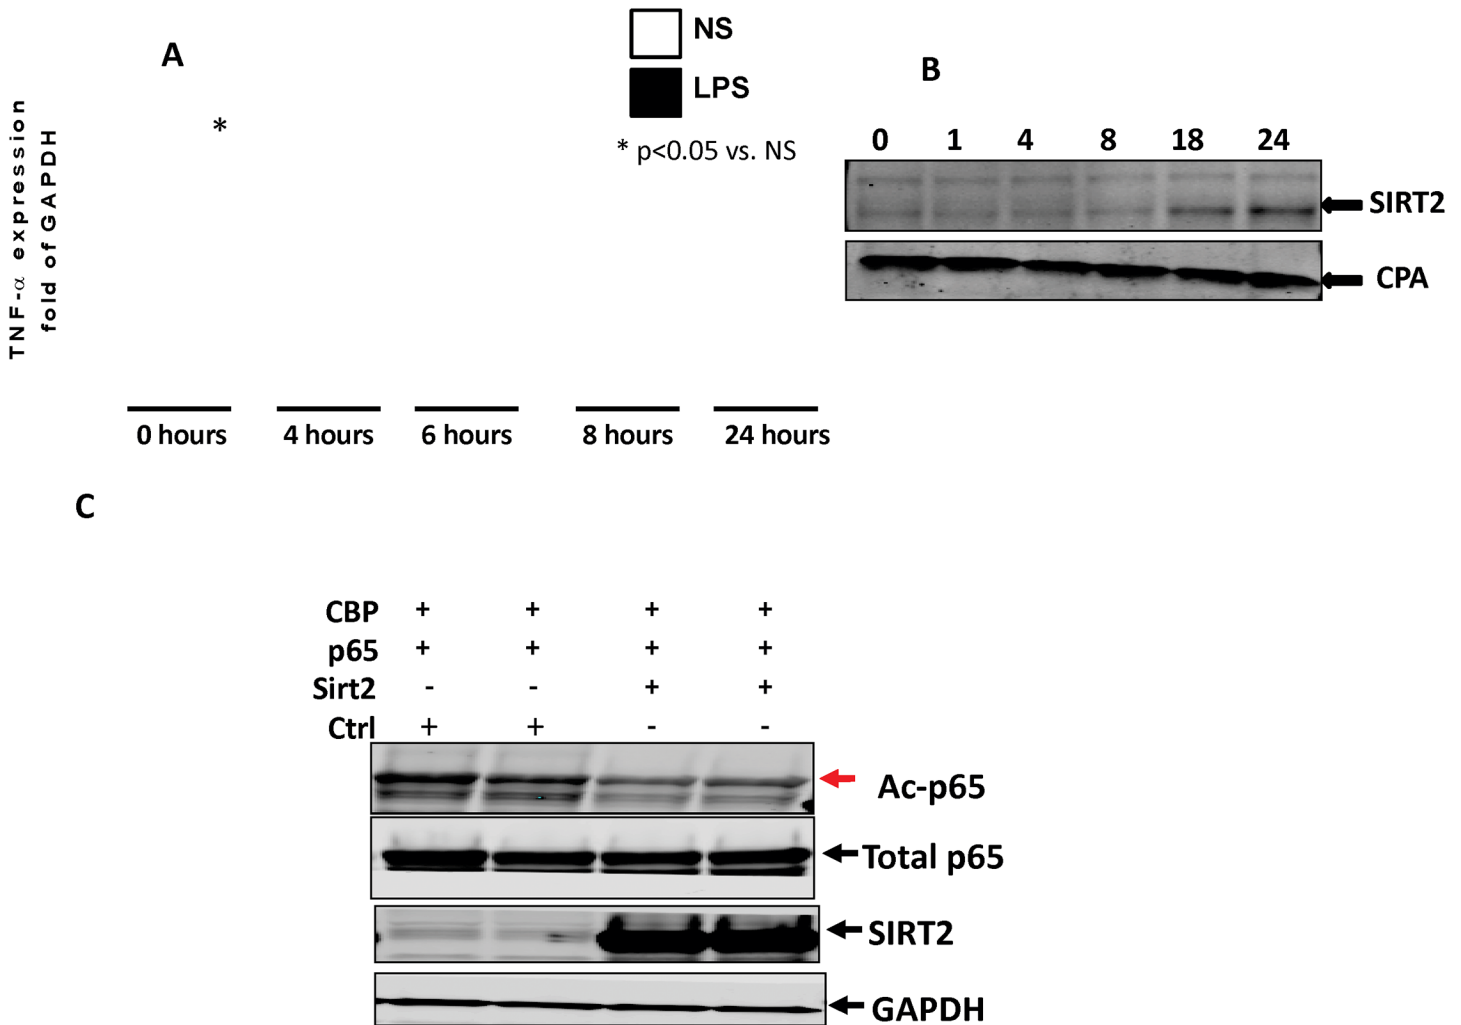 A
NS
LPS
* p<0.05 vs. NS
*
TNF-α expression
fold of GAPDH
0 hours 4 hours 6 hours 8 hours 24 hours
B
0 1 4 8 18 24
SIRT2
CPA
C
CBP + + + +
p65 + + + +
Sirt2 - - + +
Ctrl + + - -
Ac-p65
Total p65
SIRT2
GAPDH